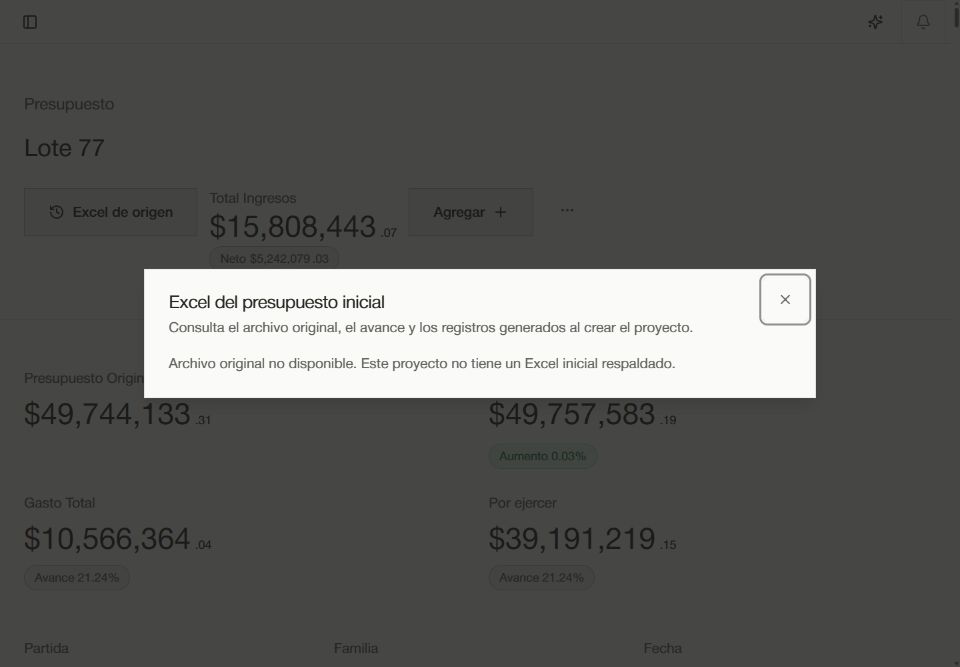 Presupuesto
Lote 77
Excel de origen
Total Ingresos
$15,808,443.07
Neto $5,242,079.03
Agregar +
...
Excel del presupuesto inicial
Consulta el archivo original, el avance y los registros generados al crear el proyecto.
Archivo original no disponible. Este proyecto no tiene un Excel inicial respaldado.
Presupuesto Origin
$49,744,133.31
$49,757,583.19
Aumento 0.03%
Gasto Total
$10,566,364.04
Avance 21.24%
Por ejercer
$39,191,219.15
Avance 21.24%
Partida
Familia
Fecha